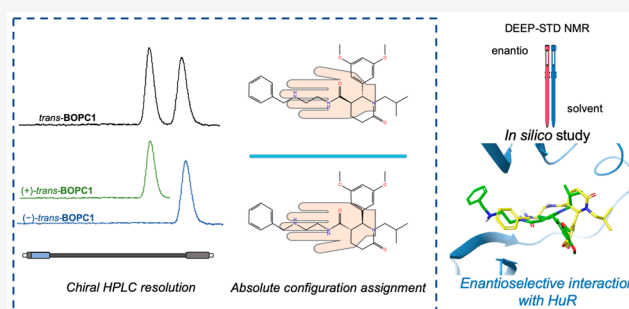 DEEP-STD NMR
enantio
solvent
In silico study
trans-BOPC1
(+)-trans-BOPC1
(−)-trans-BOPC1
Chiral HPLC resolution
Absolute configuration assignment
Enantioselective interaction
with HuR